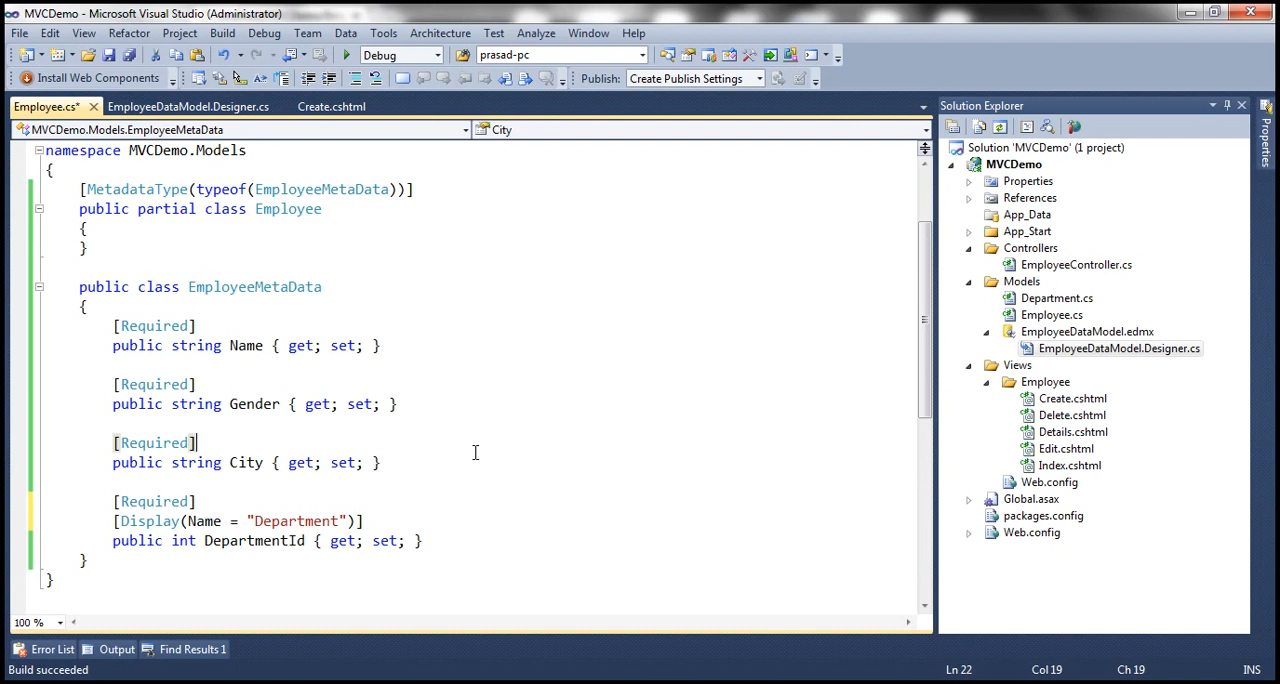 MVCDemo - Microsoft Visual Studio (Administrator)
File Edit View Refactor Project Build Debug Team Data Tools Architecture Test Analyze Window Help
Debug prasad-pc
Install Web Components Publish: Create Publish Settings
Employee.cs* EmployeeDataModel.Designer.cs Create.cshtml
MVCDemo.Models.EmployeeMetaData City
namespace MVCDemo.Models
{
[MetadataType(typeof(EmployeeMetaData))]
public partial class Employee
{
}
public class EmployeeMetaData
{
[Required]
public string Name { get; set; }
[Required]
public string Gender { get; set; }
[Required]
public string City { get; set; }
[Required]
[Display(Name = "Department")]
public int DepartmentId { get; set; }
}
}
100 %
Solution Explorer
Solution 'MVCDemo' (1 project)
MVCDemo
Properties
References
App_Data
App_Start
Controllers
EmployeeController.cs
Models
Department.cs
Employee.cs
EmployeeDataModel.edmx
EmployeeDataModel.Designer.cs
Views
Employee
Create.cshtml
Delete.cshtml
Details.cshtml
Edit.cshtml
Index.cshtml
Web.config
Global.asax
packages.config
Web.config
Properties
Error List Output Find Results 1
Build succeeded Ln 22 Col 19 Ch 19 INS